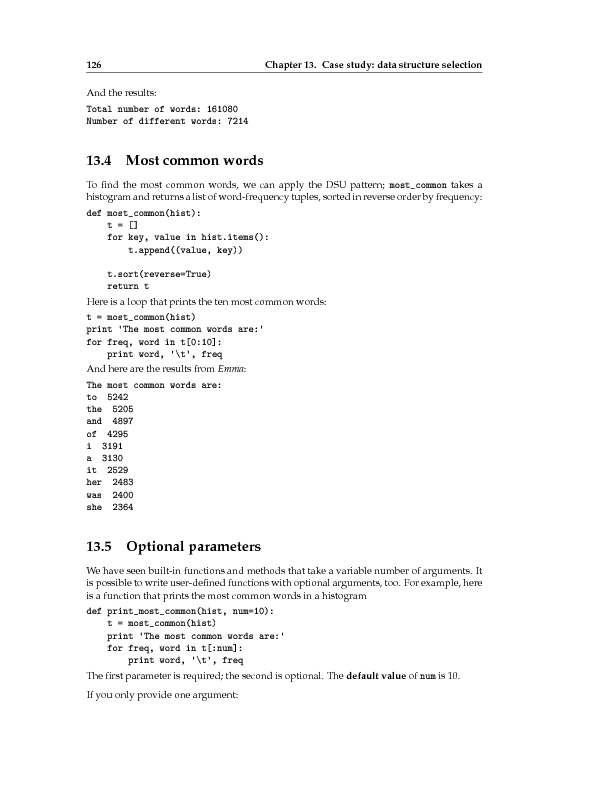 126 Chapter 13. Case study: data structure selection
And the results:
Total number of words: 161080
Number of different words: 7214
13.4 Most common words
To find the most common words, we can apply the DSU pattern; most_common takes a
histogram and returns a list of word-frequency tuples, sorted in reverse order by frequency:
def most_common(hist):
    t = []
    for key, value in hist.items():
        t.append((value, key))
    t.sort(reverse=True)
    return t
Here is a loop that prints the ten most common words:
t = most_common(hist)
print 'The most common words are:'
for freq, word in t[0:10]:
    print word, '\t', freq
And here are the results from Emma:
The most common words are:
to 5242
the 5205
and 4897
of 4295
i 3191
a 3130
it 2529
her 2483
was 2400
she 2364
13.5 Optional parameters
We have seen built-in functions and methods that take a variable number of arguments. It
is possible to write user-defined functions with optional arguments, too. For example, here
is a function that prints the most common words in a histogram
def print_most_common(hist, num=10):
    t = most_common(hist)
    print 'The most common words are:'
    for freq, word in t[:num]:
        print word, '\t', freq
The first parameter is required; the second is optional. The default value of num is 10.
If you only provide one argument: